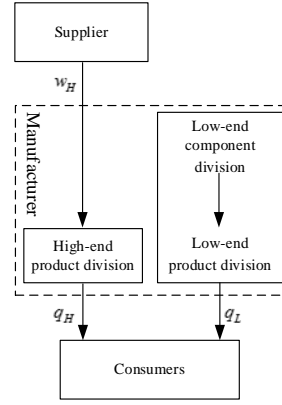 Supplier
w_H
Manufacturer
Low-end
component
division
High-end
product division
Low-end
product division
q_H
q_L
Consumers